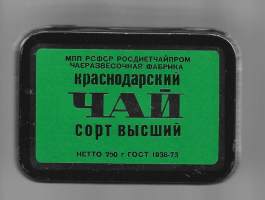 МПП РСФСР РОСДИЕТЧАЙПРОМ
ЧАЕРАЗВЕСОЧНАЯ ФАБРИКА
Краснодарский
ЧАЙ
сорт высший
НЕТТО 250 г ГОСТ 1938-73